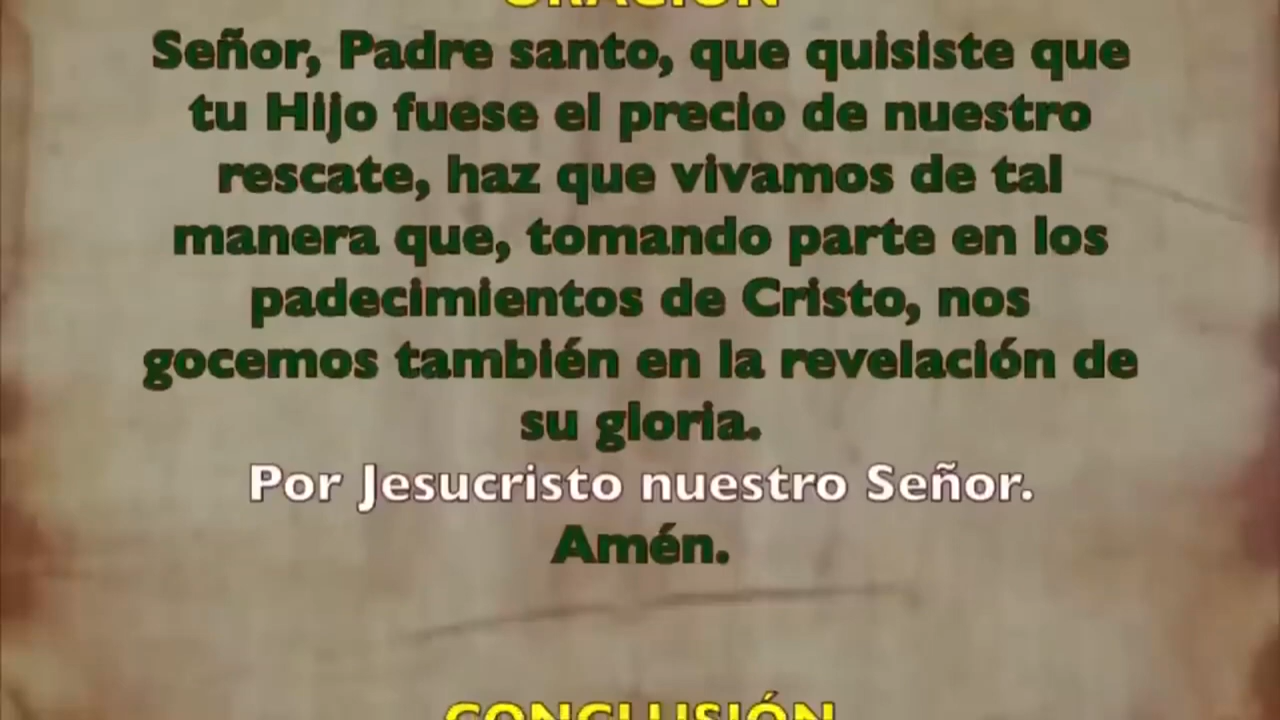 ORACIÓN
Señor, Padre santo, que quisiste que
tu Hijo fuese el precio de nuestro
rescate, haz que vivamos de tal
manera que, tomando parte en los
padecimientos de Cristo, nos
gocemos también en la revelación de
su gloria.
Por Jesucristo nuestro Señor.
Amén.
CONCLUSIÓN